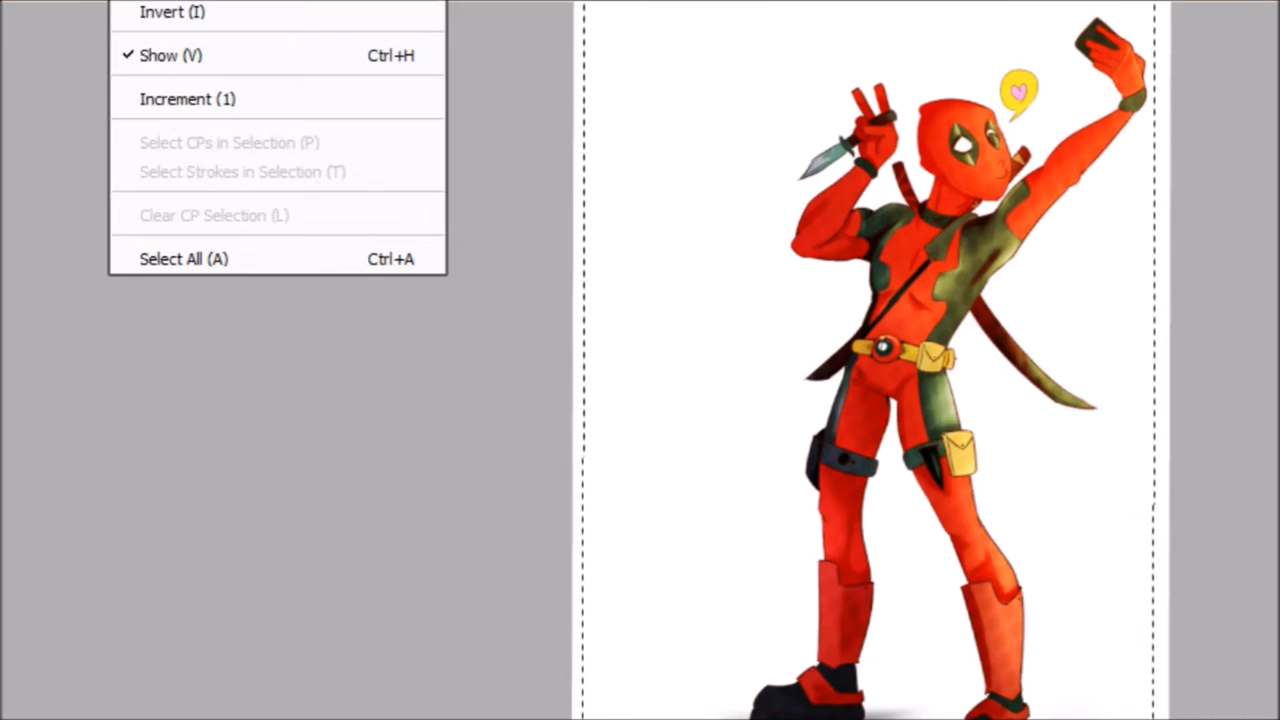 Invert (I)
Show (V) Ctrl+H
Increment (1)
Select CPs in Selection (P)
Select Strokes in Selection (T)
Clear CP Selection (L)
Select All (A) Ctrl+A